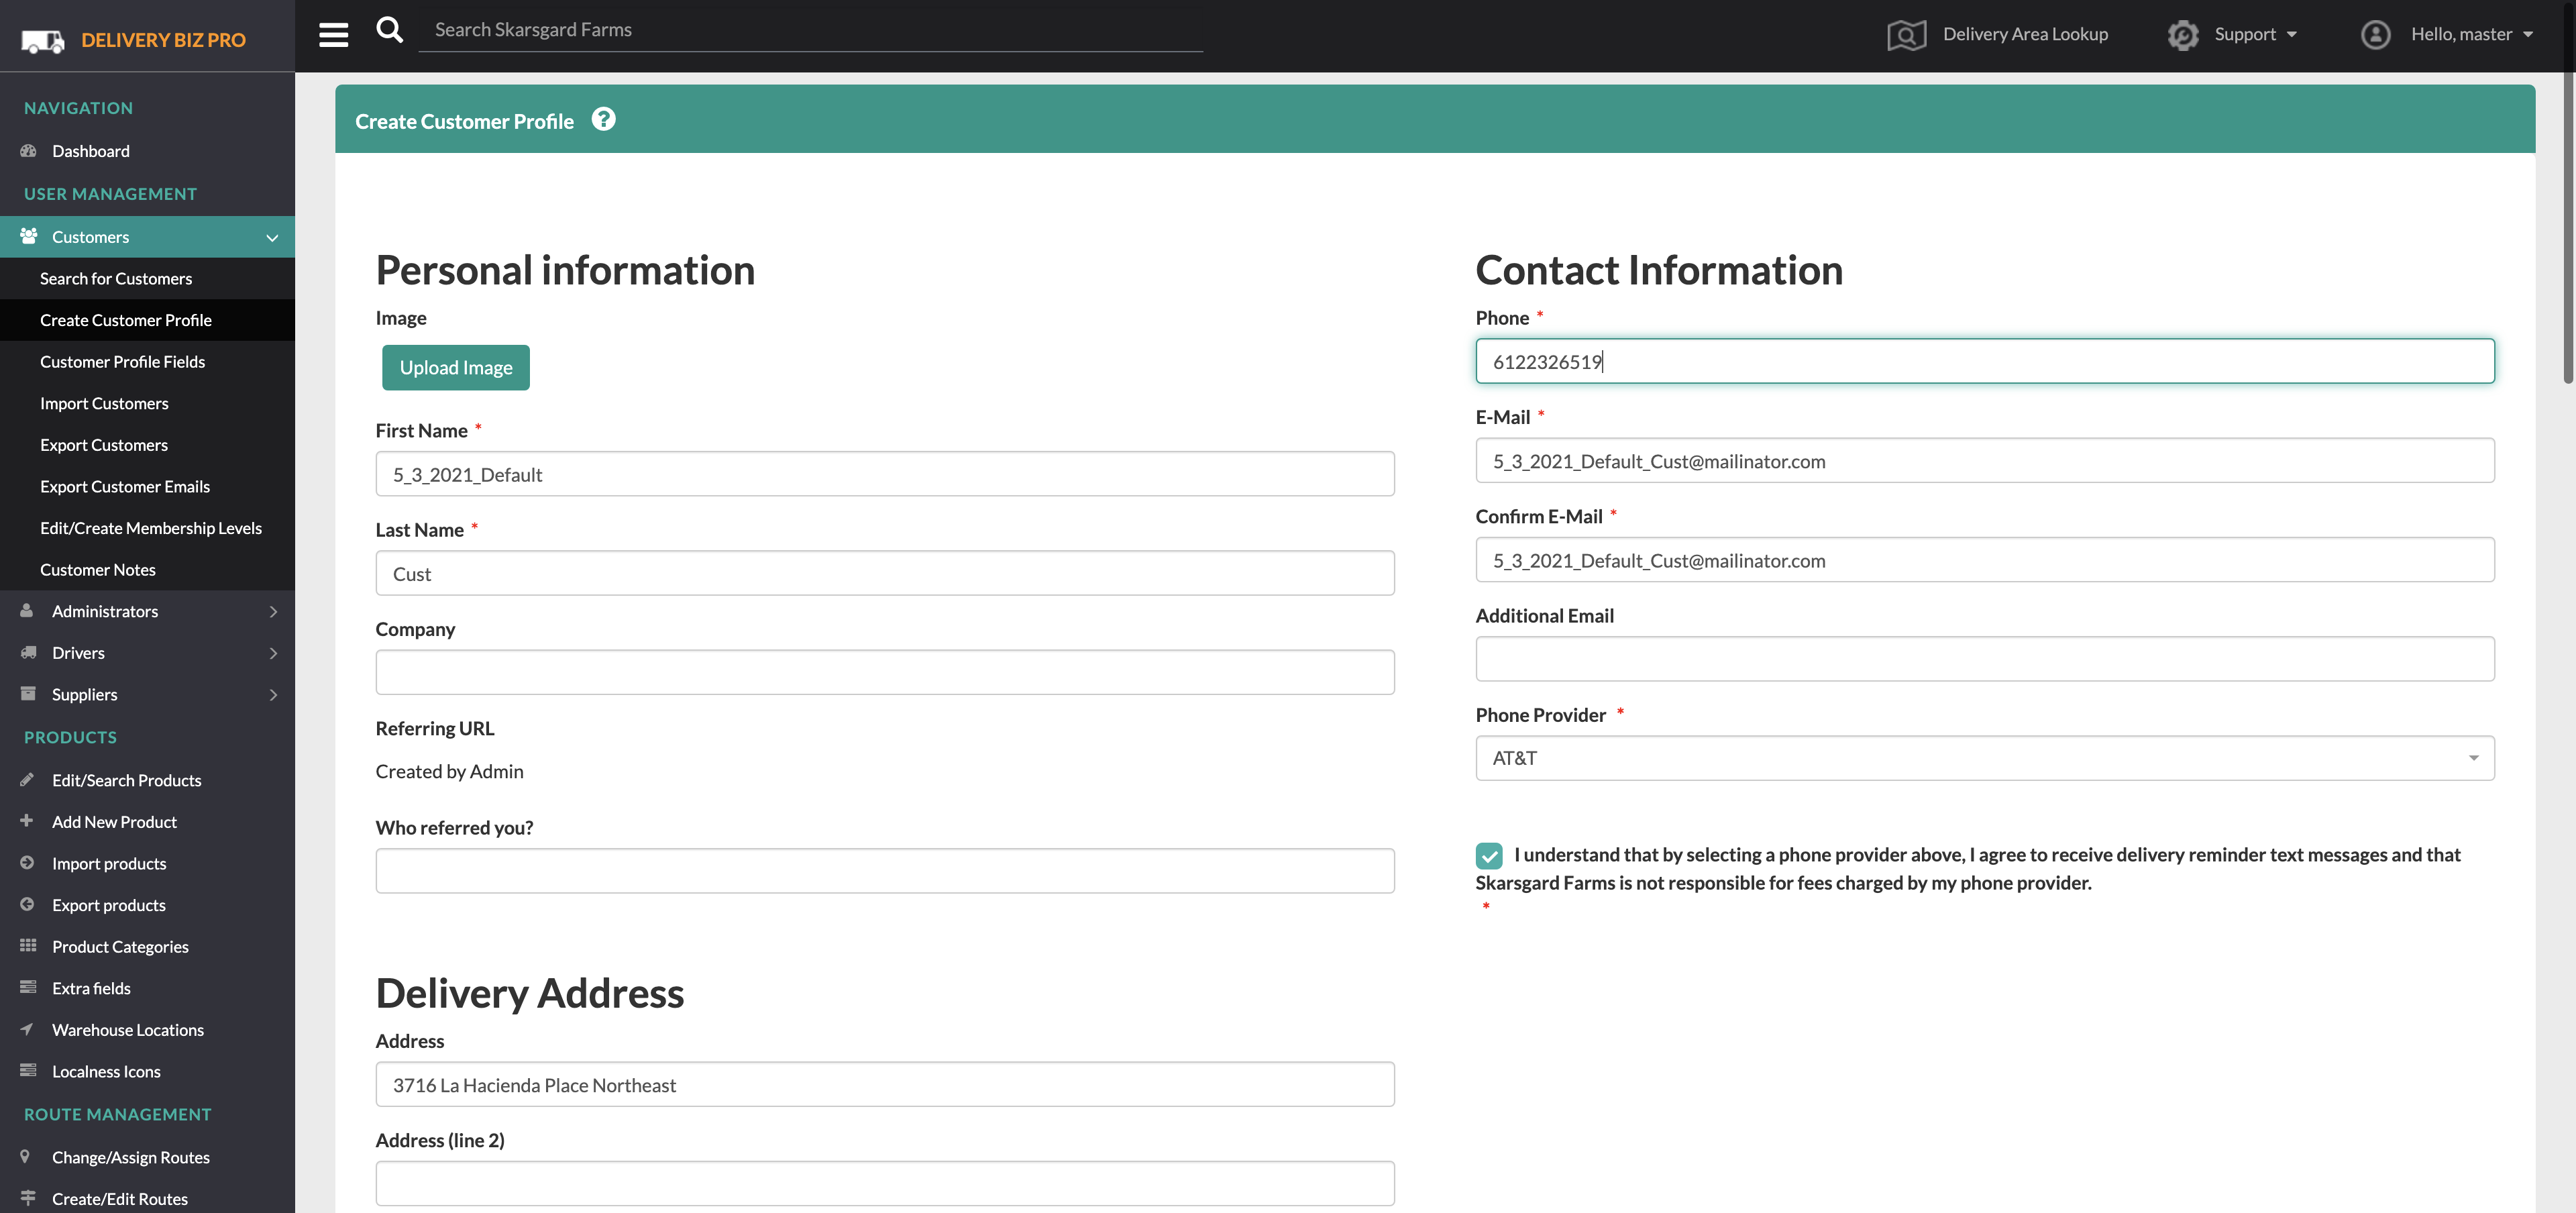 DELIVERY BIZ PRO
Search Skarsgard Farms
Delivery Area Lookup
Support
Hello, master
NAVIGATION
Dashboard
USER MANAGEMENT
Customers
Search for Customers
Create Customer Profile
Customer Profile Fields
Import Customers
Export Customers
Export Customer Emails
Edit/Create Membership Levels
Customer Notes
Administrators
Drivers
Suppliers
PRODUCTS
Edit/Search Products
Add New Product
Import products
Export products
Product Categories
Extra fields
Warehouse Locations
Localness Icons
ROUTE MANAGEMENT
Change/Assign Routes
Create/Edit Routes
Create Customer Profile ?
Personal information
Image
Upload Image
First Name *
5_3_2021_Default
Last Name *
Cust
Company
Referring URL
Created by Admin
Who referred you?
Contact Information
Phone *
6122326519
E-Mail *
5_3_2021_Default_Cust@mailinator.com
Confirm E-Mail *
5_3_2021_Default_Cust@mailinator.com
Additional Email
Phone Provider *
AT&T
I understand that by selecting a phone provider above, I agree to receive delivery reminder text messages and that
Skarsgard Farms is not responsible for fees charged by my phone provider.
*
Delivery Address
Address
3716 La Hacienda Place Northeast
Address (line 2)